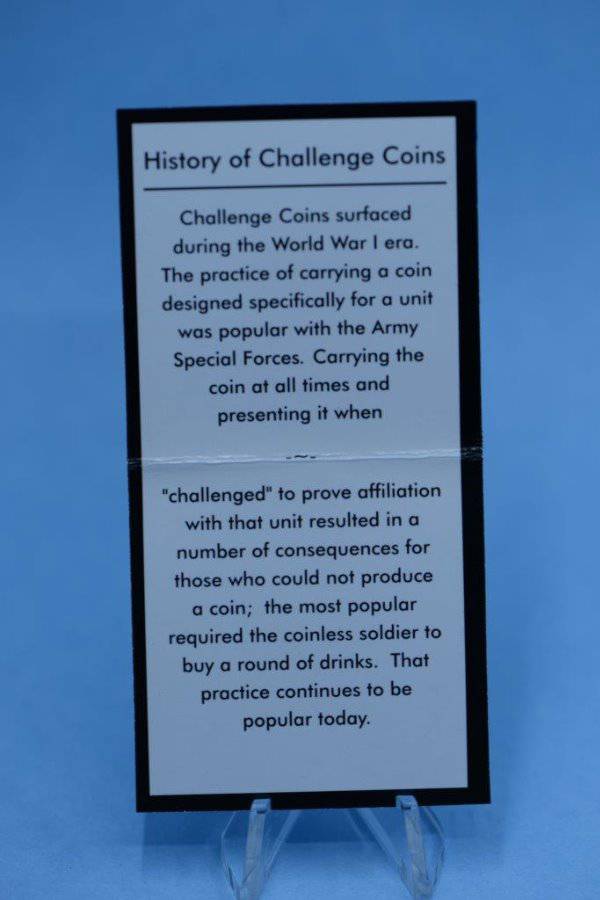 History of Challenge Coins
Challenge Coins surfaced
during the World War I era.
The practice of carrying a coin
designed specifically for a unit
was popular with the Army
Special Forces. Carrying the
coin at all times and
presenting it when
-~-
"challenged" to prove affiliation
with that unit resulted in a
number of consequences for
those who could not produce
a coin; the most popular
required the coinless soldier to
buy a round of drinks. That
practice continues to be
popular today.